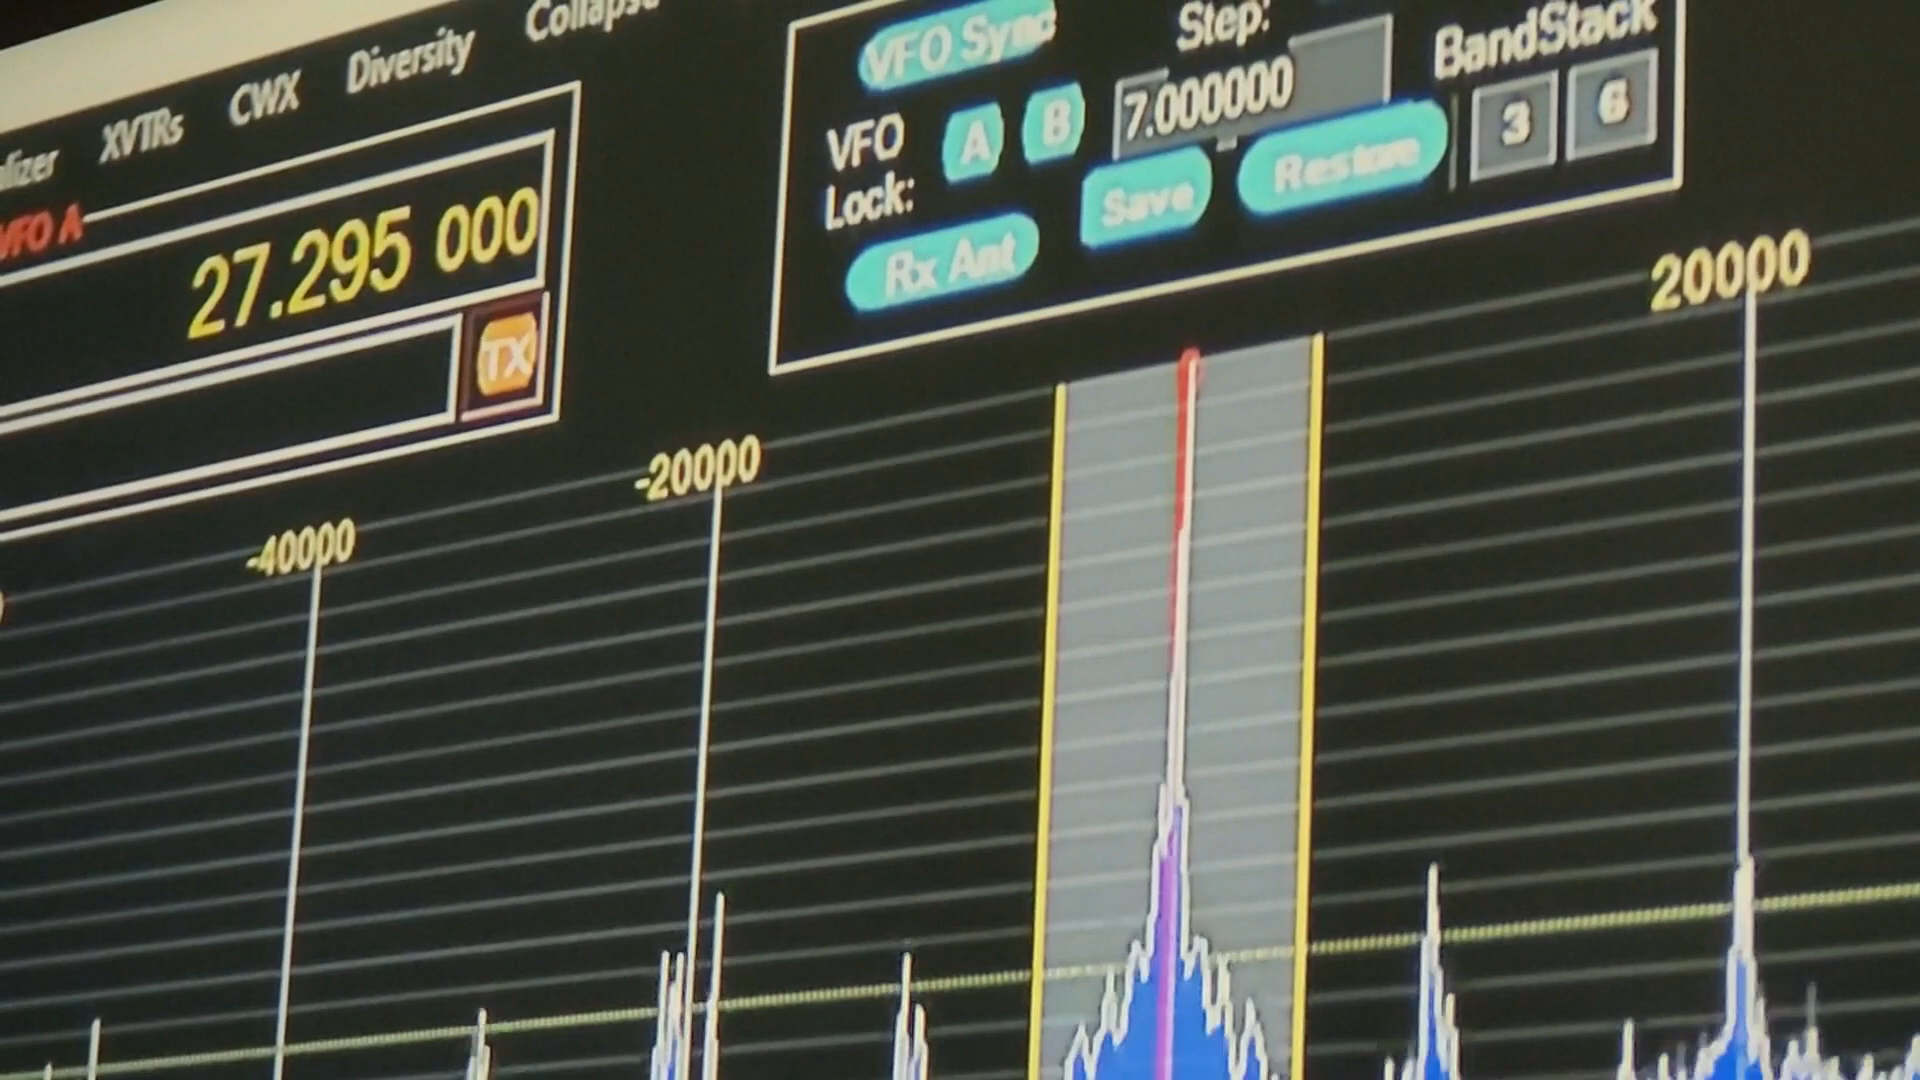 Collapse
Diversity
CWX
XVTRs
VFO A
27.295 000
TX
VFO Sync
Step:
BandStack
VFO
Lock:
A
B
7.000000
3
6
Save
Restore
Rx Ant
-40000
-20000
20000